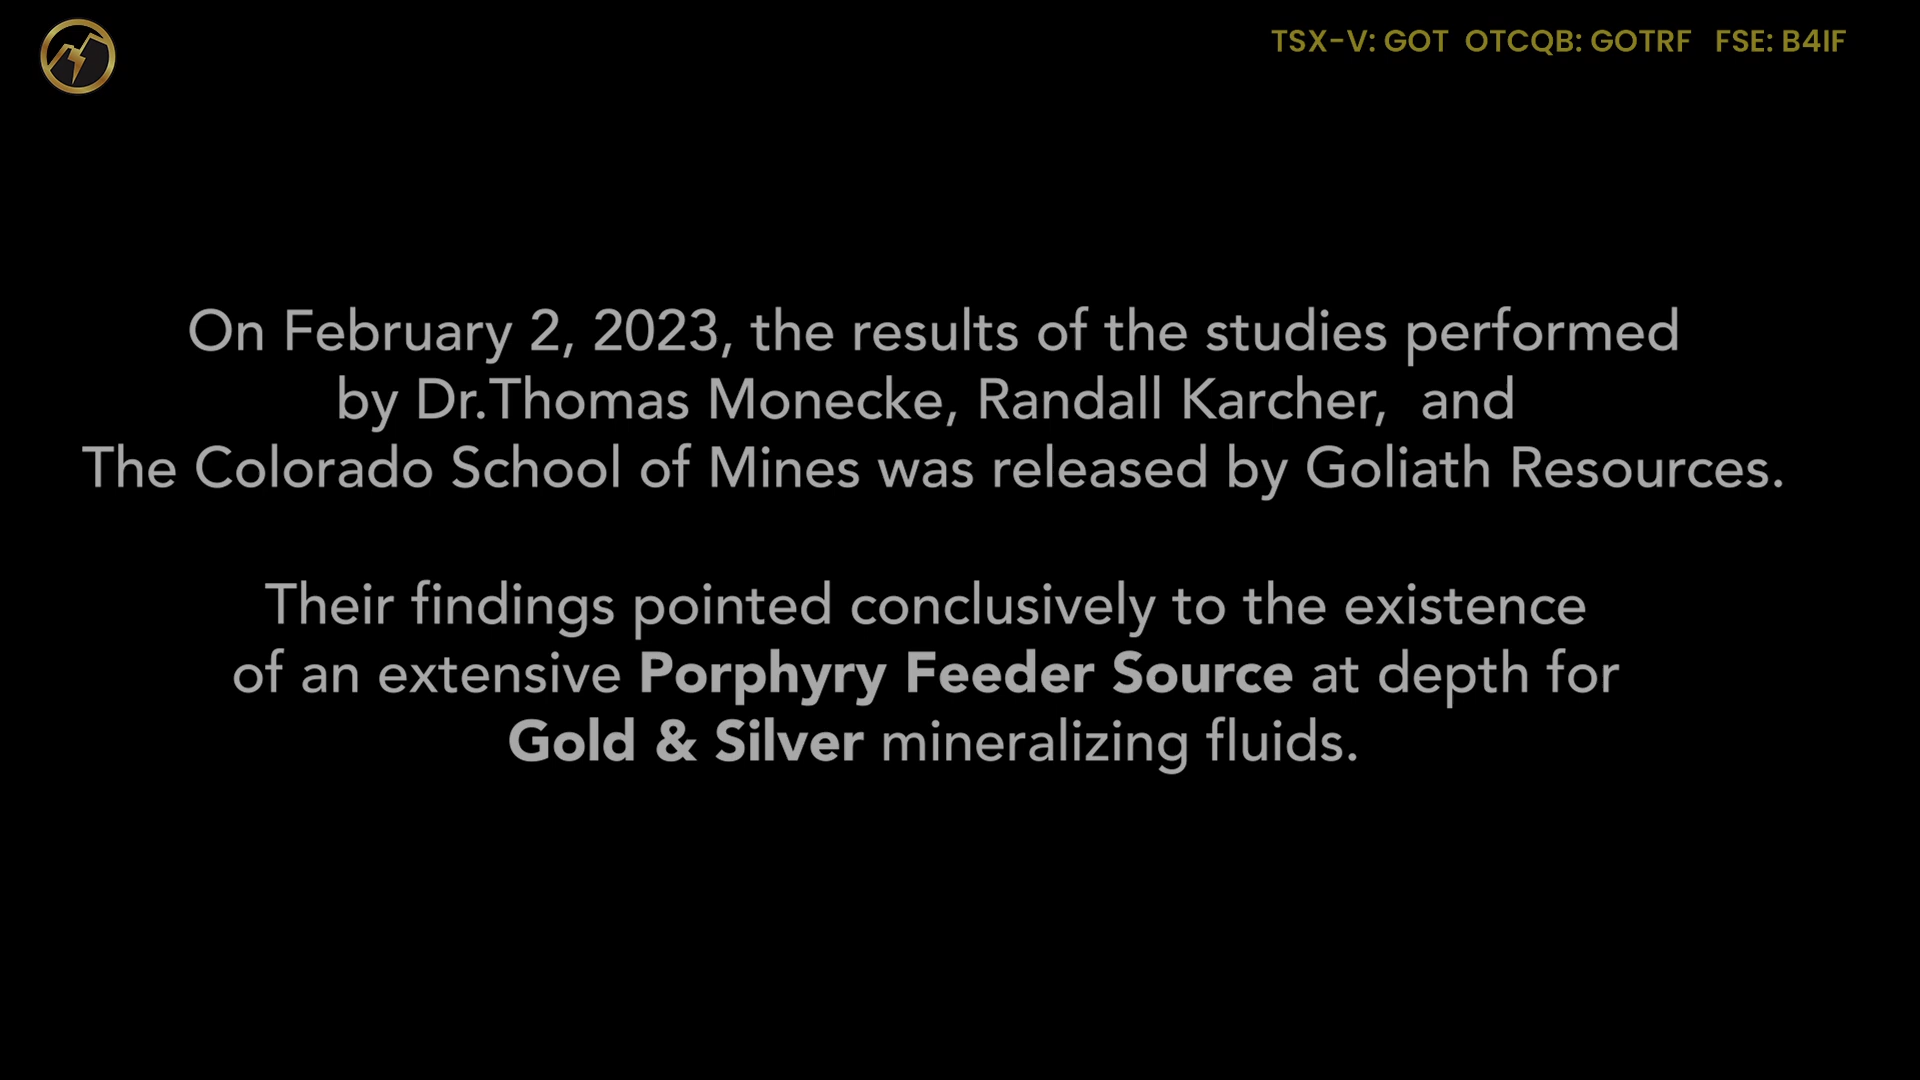 TSX-V: GOT OTCQB: GOTRF FSE: B4IF
On February 2, 2023, the results of the studies performed
by Dr.Thomas Monecke, Randall Karcher,  and
The Colorado School of Mines was released by Goliath Resources.
Their findings pointed conclusively to the existence
of an extensive Porphyry Feeder Source at depth for
Gold & Silver mineralizing fluids.